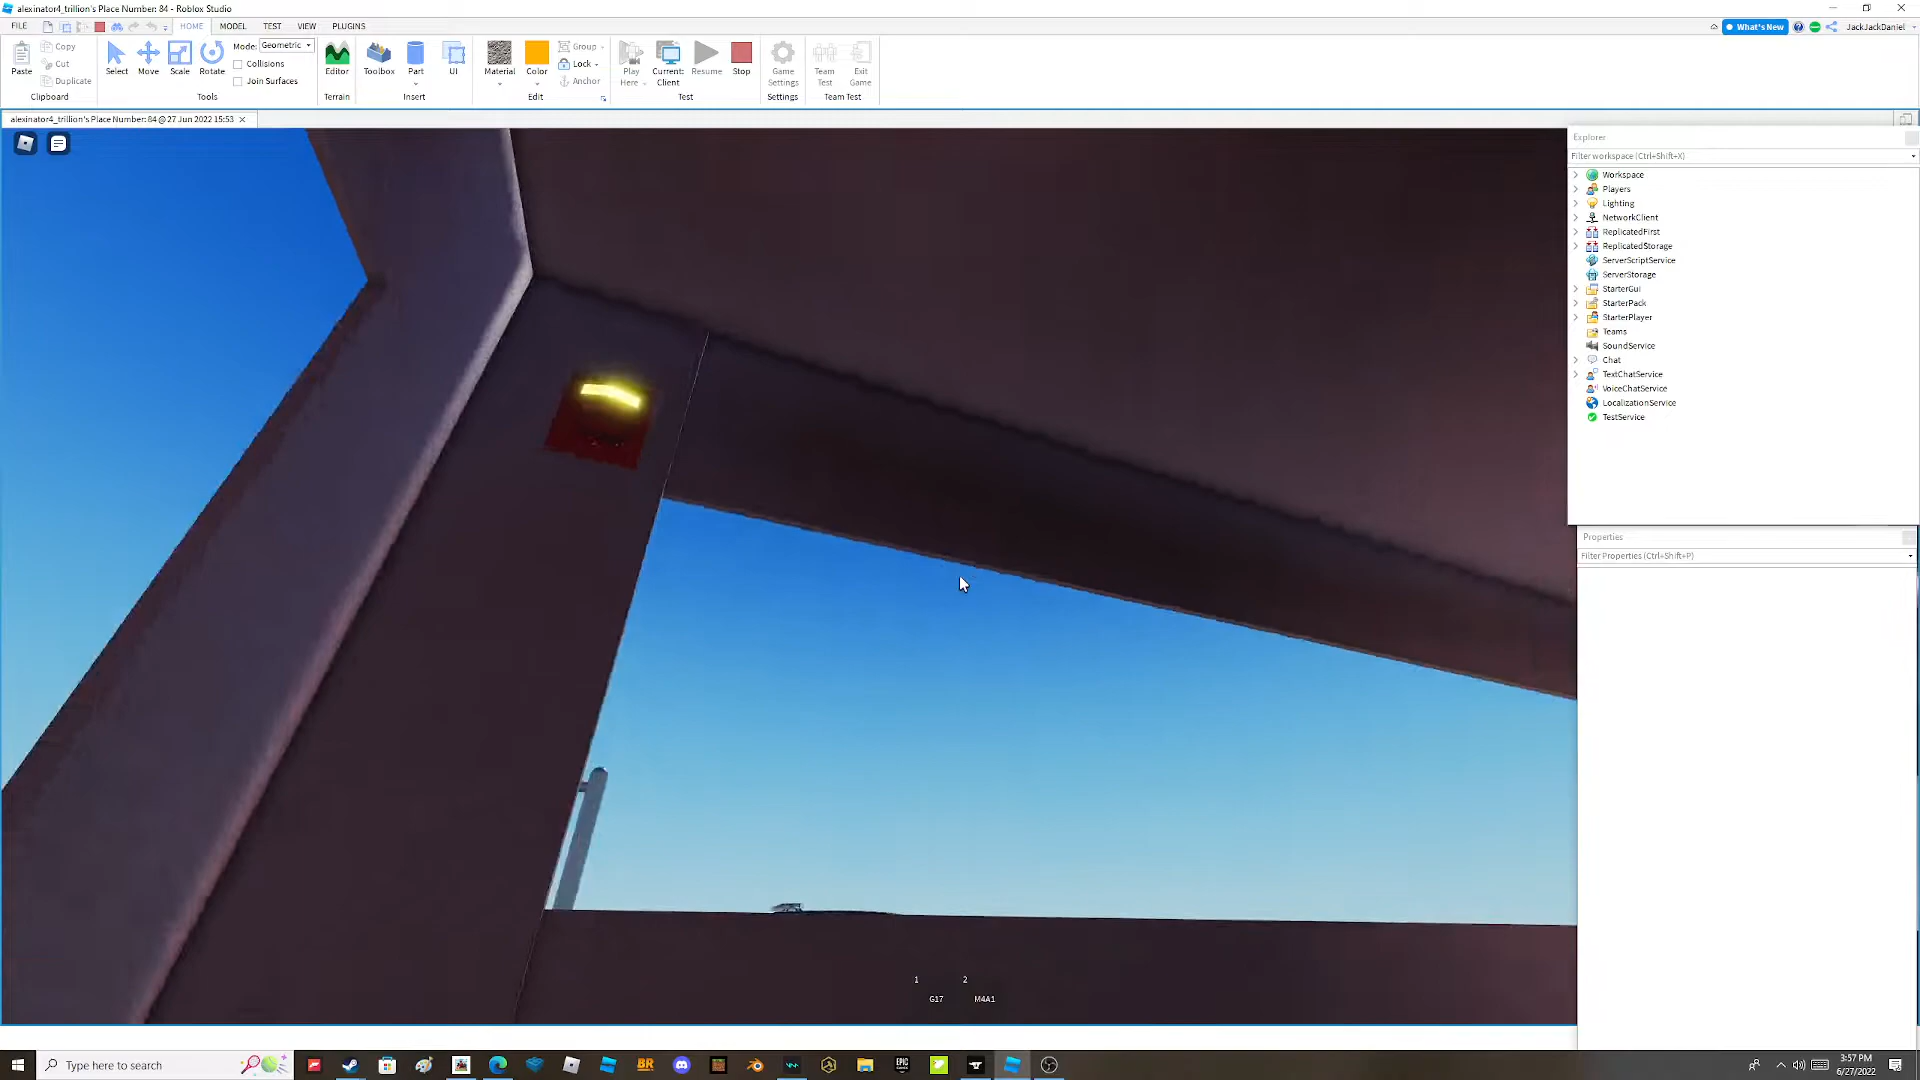 alexinator4_trillion's Place Number: 84 - Roblox Studio
FILE HOME MODEL TEST VIEW PLUGINS
What's New JackJackDaniel
Paste Copy Cut Duplicate
Clipboard
Select Move Scale Rotate
Mode: Geometric
Collisions
Join Surfaces
Tools
Editor
Terrain
Toolbox Part UI
Insert
Material Color Group Lock Anchor
Edit
Play Here Current: Client Resume Stop
Test
Game Settings
Settings
Team Test Exit Game
Team Test
alexinator4_trillion's Place Number: 84 @ 27 Jun 2022 15:53
Explorer
Filter workspace (Ctrl+Shift+X)
Workspace
Players
Lighting
NetworkClient
ReplicatedFirst
ReplicatedStorage
ServerScriptService
ServerStorage
StarterGui
StarterPack
StarterPlayer
Teams
SoundService
Chat
TextChatService
VoiceChatService
LocalizationService
TestService
Properties
Filter Properties (Ctrl+Shift+P)
1 2
G17 M4A1
Type here to search
BR
EPIC
3:57 PM
6/27/2022